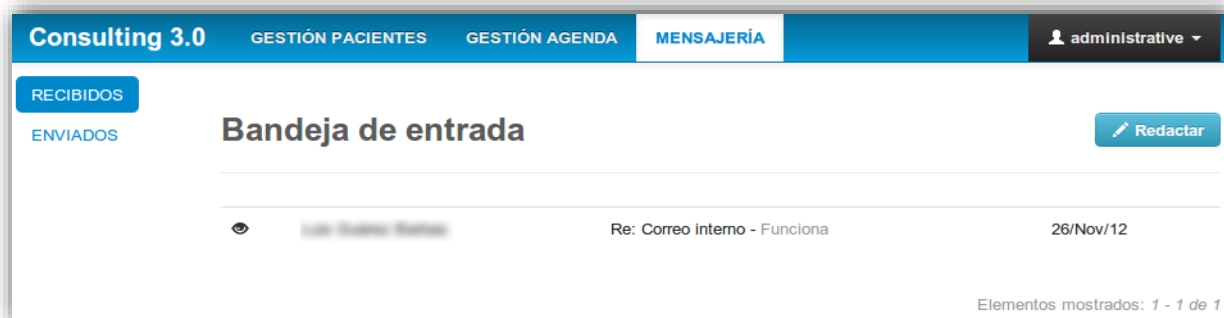 Consulting 3.0 GESTIÓN PACIENTES GESTIÓN AGENDA MENSAJERÍA administrative
RECIBIDOS
ENVIADOS
Bandeja de entrada
Redactar
Re: Correo interno - Funciona 26/Nov/12
Elementos mostrados: 1 - 1 de 1